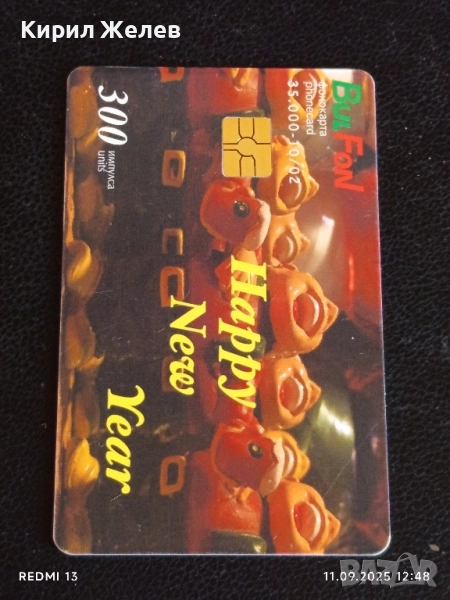 Кирил Желев
BulFon
фонокарта
phonecard
35.000-10/02
300
импулса
units
Happy
New
Year
REDMI 13
11.09.2025 12:48
BAZAR